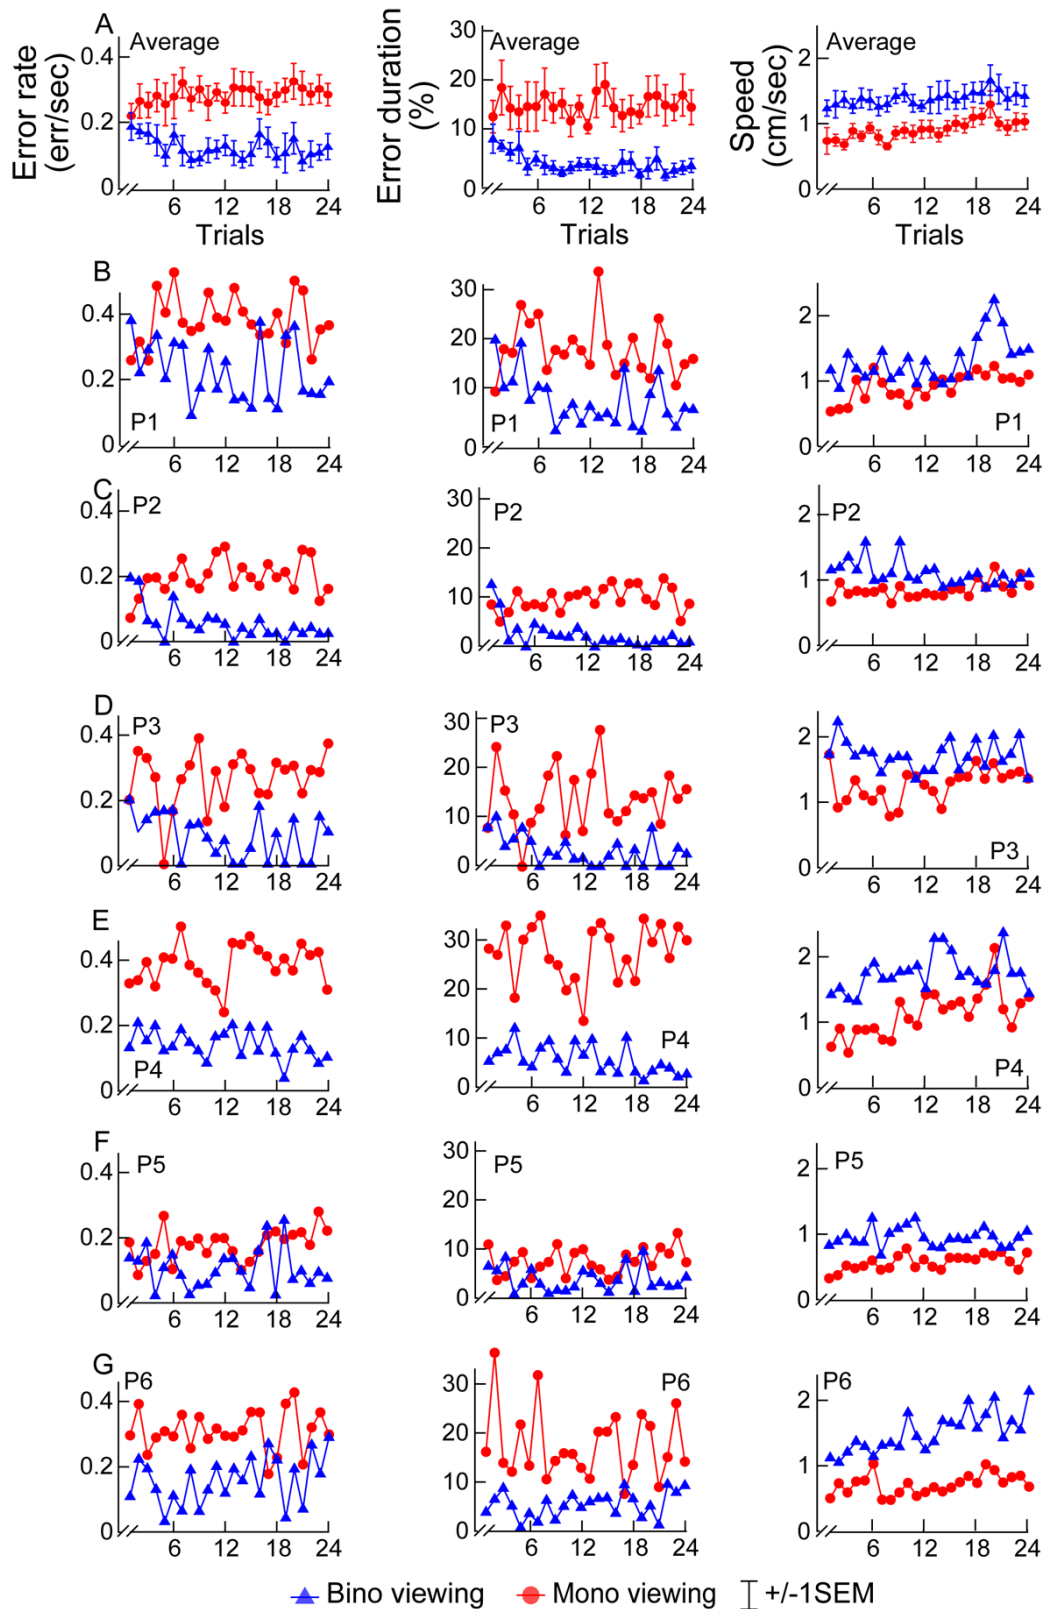 A
Error rate
(err/sec)
Average
0.4
0.2
0
6 12 18 24
Trials
Error duration
(%)
Average
30
20
10
0
6 12 18 24
Trials
Speed
(cm/sec)
Average
2
1
0
6 12 18 24
Trials
B
0.4
0.2
0
P1
6 12 18 24
30
20
10
0
P1
6 12 18 24
2
1
0
P1
6 12 18 24
C
P2
0.4
0.2
0
6 12 18 24
P2
30
20
10
0
6 12 18 24
P2
2
1
0
6 12 18 24
D
P3
0.4
0.2
0
6 12 18 24
P3
30
20
10
0
6 12 18 24
2
1
0
P3
6 12 18 24
E
0.4
0.2
0
P4
6 12 18 24
30
20
10
0
P4
6 12 18 24
2
1
0
P4
6 12 18 24
F
P5
0.4
0.2
0
6 12 18 24
P5
30
20
10
0
6 12 18 24
P5
2
1
0
6 12 18 24
G
P6
0.4
0.2
0
6 12 18 24
P6
30
20
10
0
6 12 18 24
P6
2
1
0
6 12 18 24
Bino viewing Mono viewing +/-1SEM